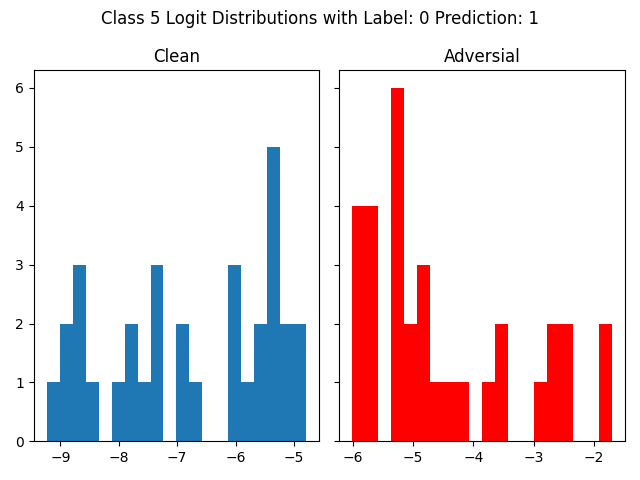 Class 5 Logit Distributions with Label: 0 Prediction: 1
Clean
Adversial
6
5
4
3
2
1
0
−9 −8 −7 −6 −5
−6 −5 −4 −3 −2